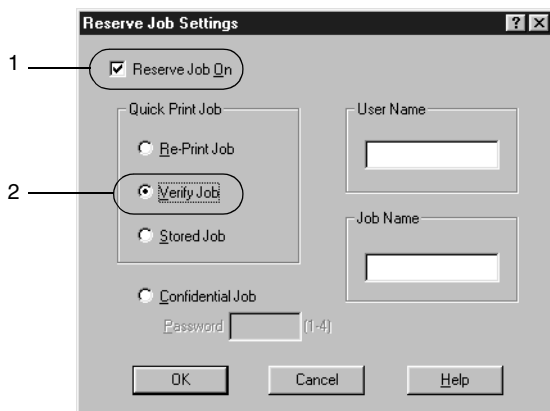 Reserve Job Settings
1
Reserve Job On
Quick Print Job
Re-Print Job
2
Verify Job
Stored Job
Confidential Job
Password
(1-4)
User Name
Job Name
OK
Cancel
Help